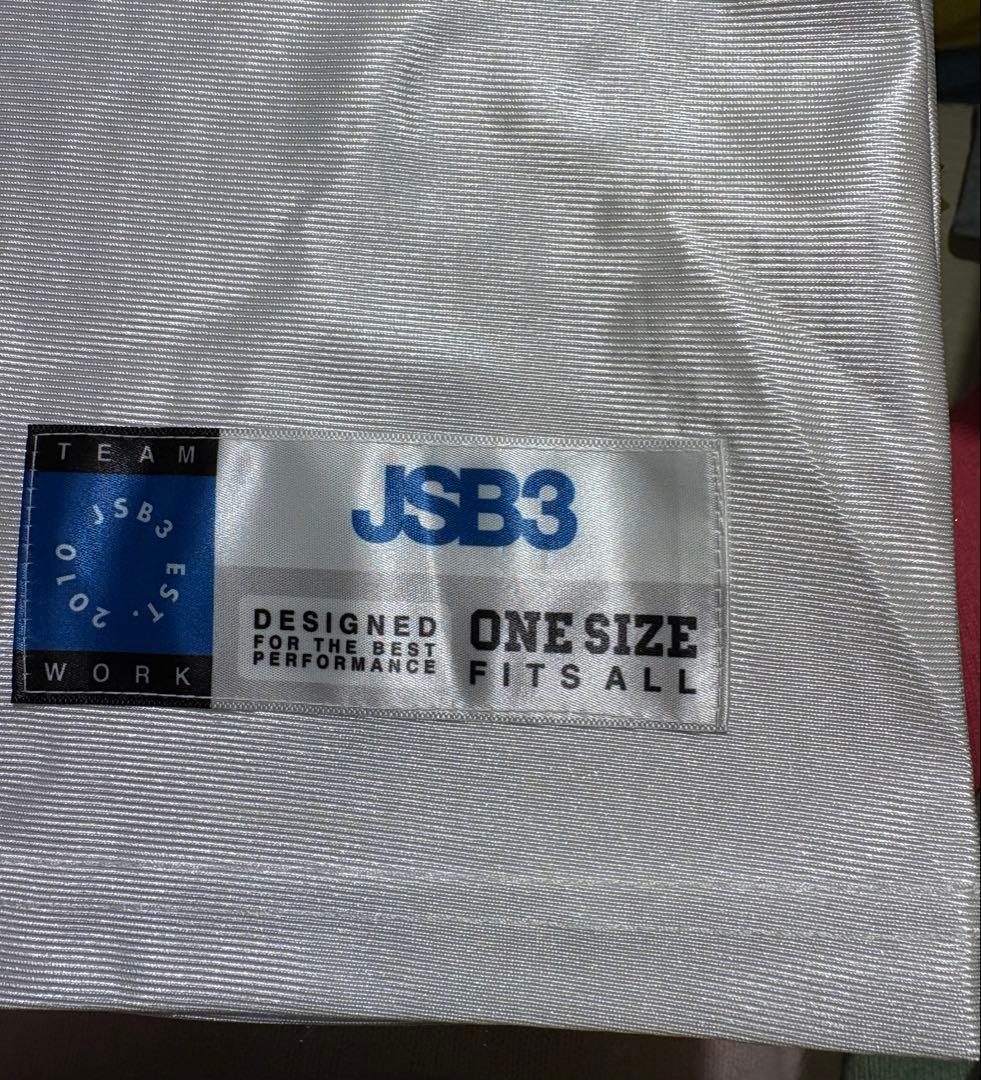 TEAM
JSB3 EST. 2010
WORK
JSB3
DESIGNED
FOR THE BEST
PERFORMANCE
ONE SIZE
FITS ALL